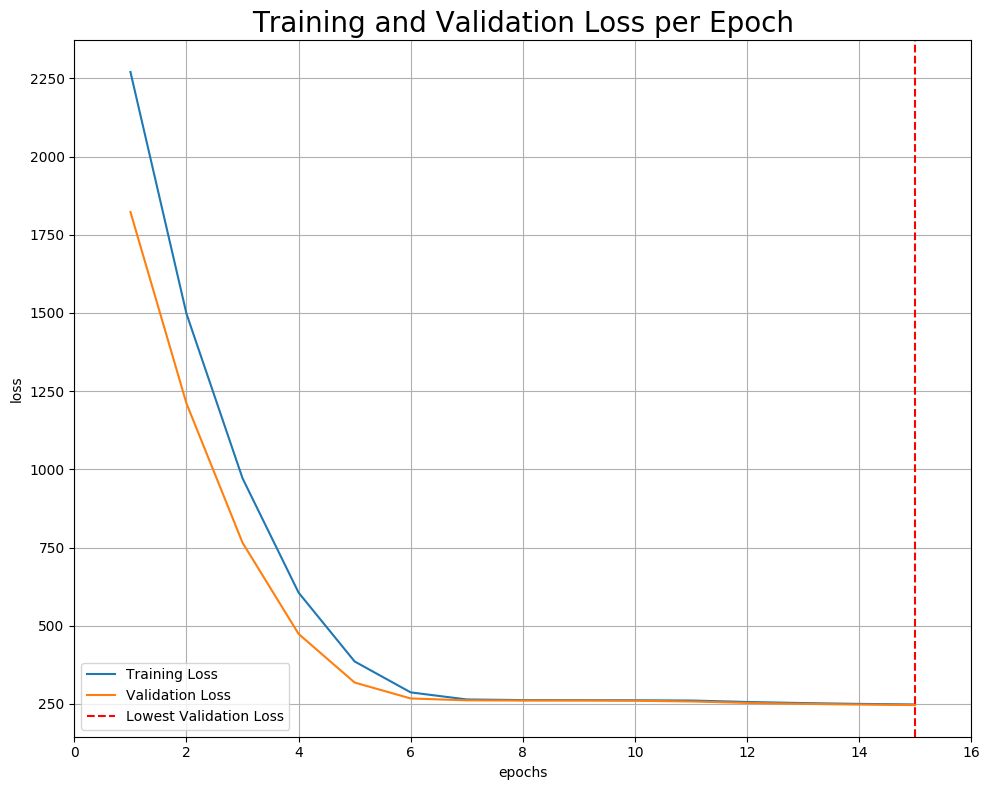 Training and Validation Loss per Epoch
2250
2000
1750
1500
1250
1000
750
500
250
loss
Training Loss
Validation Loss
Lowest Validation Loss
0 2 4 6 8 10 12 14 16
epochs